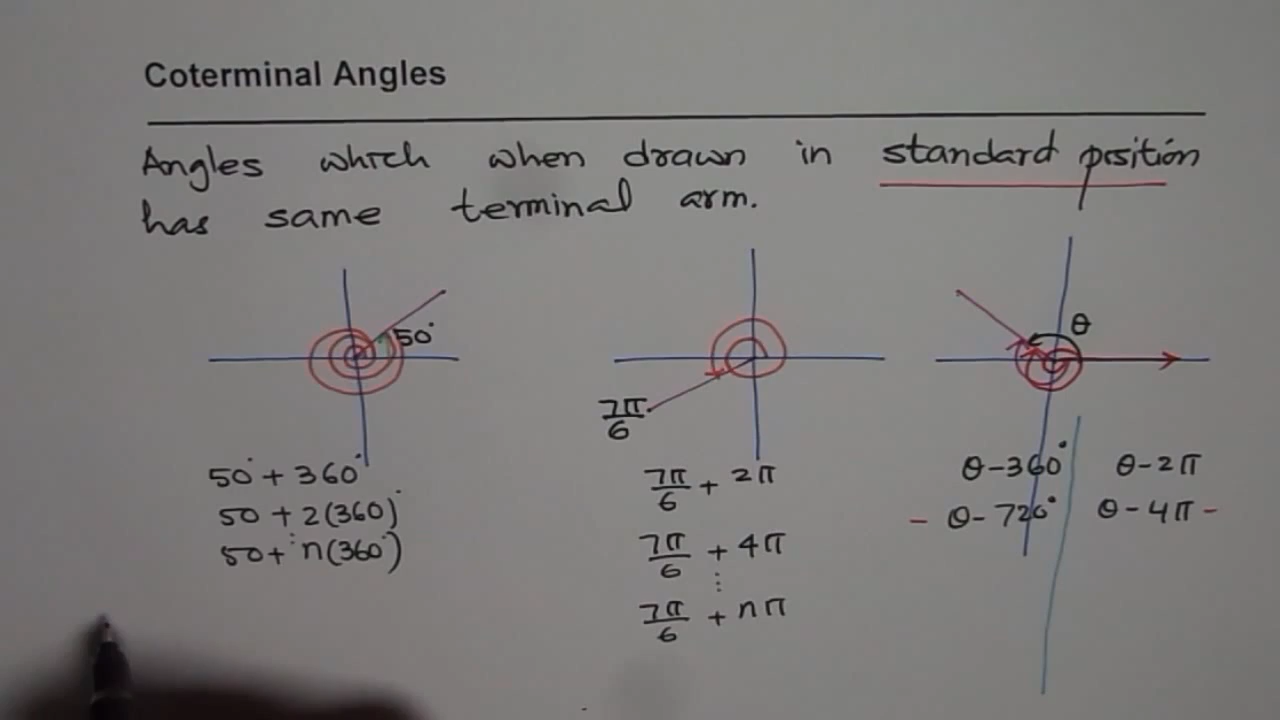 Coterminal Angles
Angles which when drawn in standard position
has same terminal arm.
50°
50° + 360°
50 + 2(360)°
50 + n(360°)
7π/6
7π/6 + 2π
7π/6 + 4π
⋮
7π/6 + nπ
θ
θ - 360° θ - 2π
- θ - 720° θ - 4π -